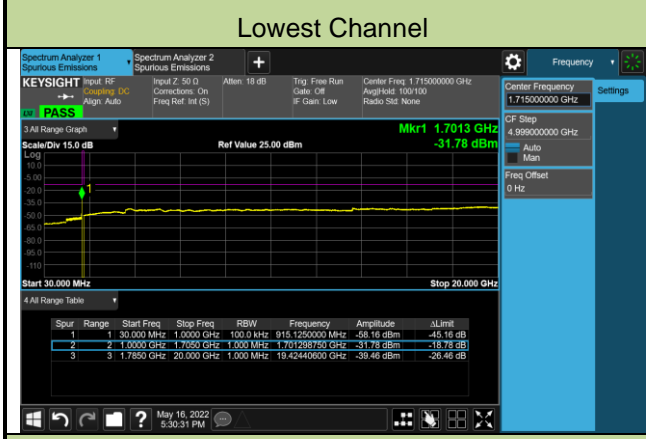 Lowest Channel
Spectrum Analyzer 1
Spurious Emissions
Spectrum Analyzer 2
Spurious Emissions
Frequency
KEYSIGHT
Input: RF
Coupling: DC
Align: Auto
Input Z: 50 Ω
Corrections: On
Freq Ref: Int (S)
Atten: 18 dB
Trig: Free Run
Gate: Off
IF Gain: Low
Center Freq: 1.715000000 GHz
Avg|Hold: 100/100
Radio Std: None
PASS
Center Frequency
1.715000000 GHz
Settings
CF Step
4.999000000 GHz
Auto
Man
Freq Offset
0 Hz
3 All Range Graph
Mkr1 1.7013 GHz
Scale/Div 15.0 dB
Ref Value 25.00 dBm
-31.78 dBm
Log
10.0
-5.00
-20.0
1
-35.0
-50.0
-65.0
-80.0
-95.0
-110
Start 30.000 MHz
Stop 20.000 GHz
4 All Range Table
Spur Range Start Freq Stop Freq RBW Frequency Amplitude ΔLimit
1 1 30.000 MHz 1.0000 GHz 100.0 kHz 915.1250000 MHz -58.16 dBm -45.16 dB
2 2 1.0000 GHz 1.7050 GHz 1.000 MHz 1.701298750 GHz -31.78 dBm -18.78 dB
3 3 1.7850 GHz 20.000 GHz 1.000 MHz 19.42440600 GHz -39.46 dBm -26.46 dB
May 16, 2022
5:30:31 PM